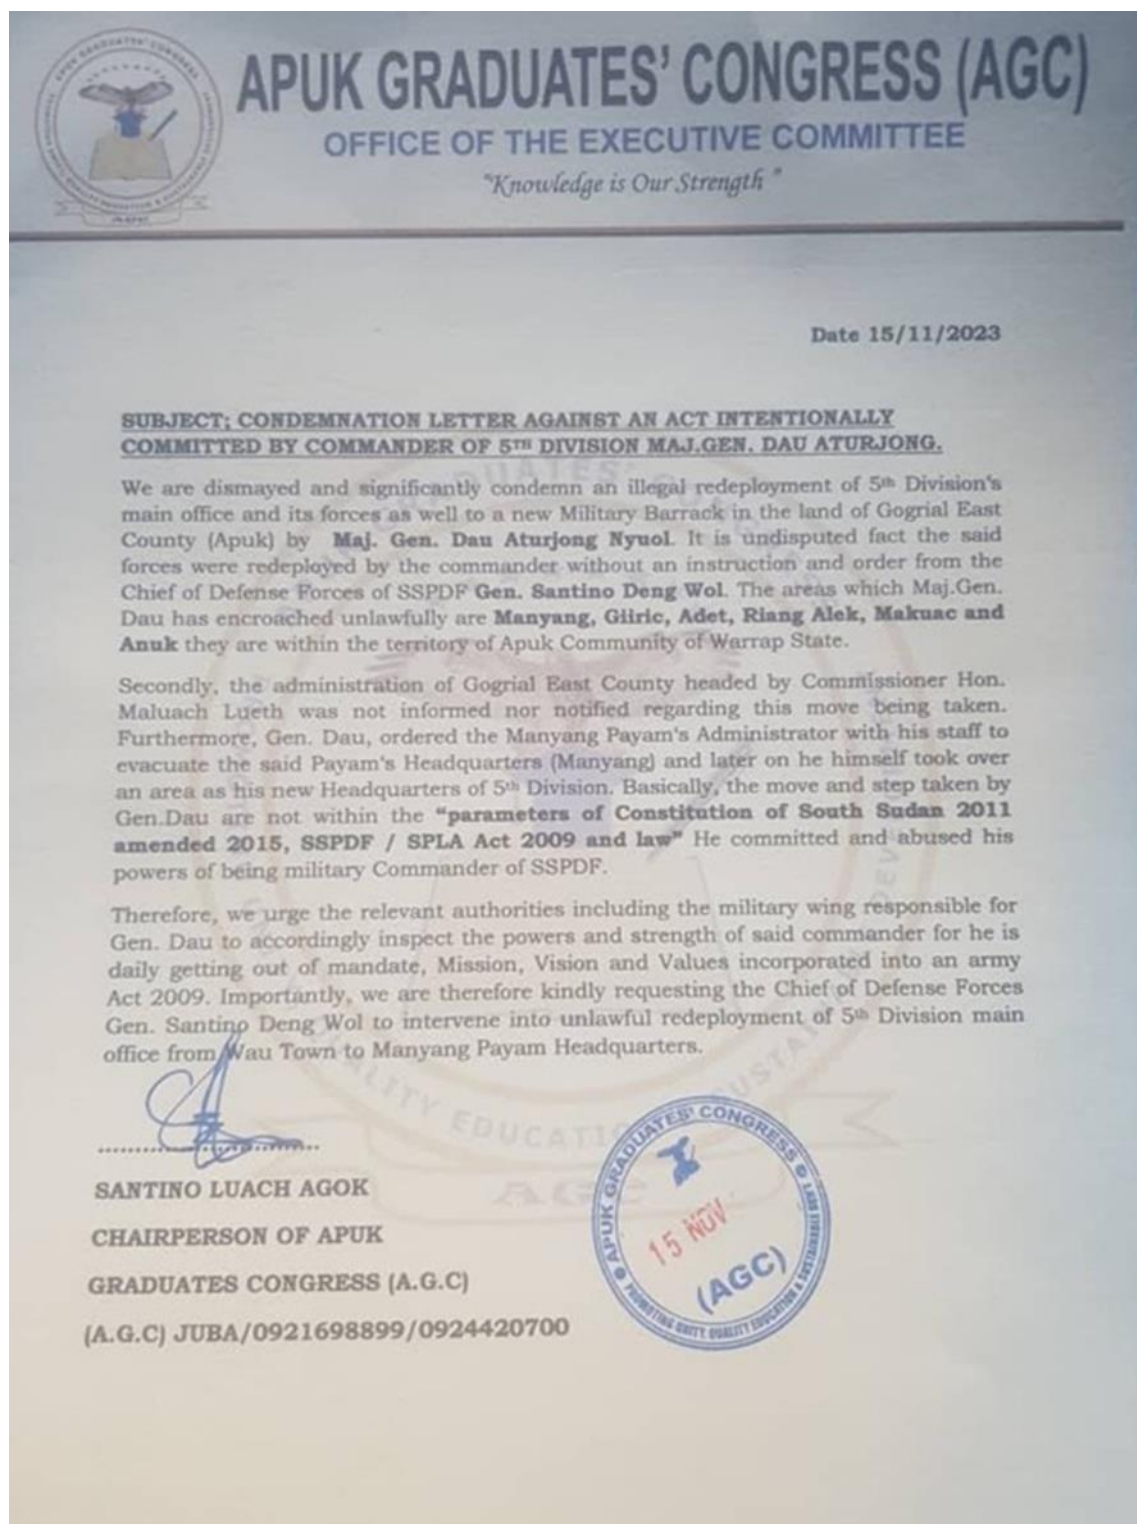 APUK GRADUATES' CONGRESS (AGC)
OFFICE OF THE EXECUTIVE COMMITTEE
"Knowledge is Our Strength"
Date 15/11/2023
SUBJECT; CONDEMNATION LETTER AGAINST AN ACT INTENTIONALLY
COMMITTED BY COMMANDER OF 5TH DIVISION MAJ.GEN. DAU ATURJONG.
We are dismayed and significantly condemn an illegal redeployment of 5th Division's
main office and its forces as well to a new Military Barrack in the land of Gogrial East
County (Apuk) by Maj. Gen. Dau Aturjong Nyuol. It is undisputed fact the said
forces were redeployed by the commander without an instruction and order from the
Chief of Defense Forces of SSPDF Gen. Santino Deng Wol. The areas which Maj.Gen.
Dau has encroached unlawfully are Manyang, Giiric, Adet, Riang Alek, Makuac and
Anuk they are within the territory of Apuk Community of Warrap State.
Secondly, the administration of Gogrial East County headed by Commissioner Hon.
Maluach Lueth was not informed nor notified regarding this move being taken.
Furthermore, Gen. Dau, ordered the Manyang Payam's Administrator with his staff to
evacuate the said Payam's Headquarters (Manyang) and later on he himself took over
an area as his new Headquarters of 5th Division. Basically, the move and step taken by
Gen.Dau are not within the "parameters of Constitution of South Sudan 2011
amended 2015, SSPDF / SPLA Act 2009 and law" He committed and abused his
powers of being military Commander of SSPDF.
Therefore, we urge the relevant authorities including the military wing responsible for
Gen. Dau to accordingly inspect the powers and strength of said commander for he is
daily getting out of mandate, Mission, Vision and Values incorporated into an army
Act 2009. Importantly, we are therefore kindly requesting the Chief of Defense Forces
Gen. Santino Deng Wol to intervene into unlawful redeployment of 5th Division main
office from Wau Town to Manyang Payam Headquarters.
SANTINO LUACH AGOK
CHAIRPERSON OF APUK
GRADUATES CONGRESS (A.G.C)
(A.G.C) JUBA/0921698899/0924420700
APUK GRADUATES' CONGRESS
15 NOV
(AGC)
PROMOTING UNITY, QUALITY EDUCATION & SUSTAINABLE